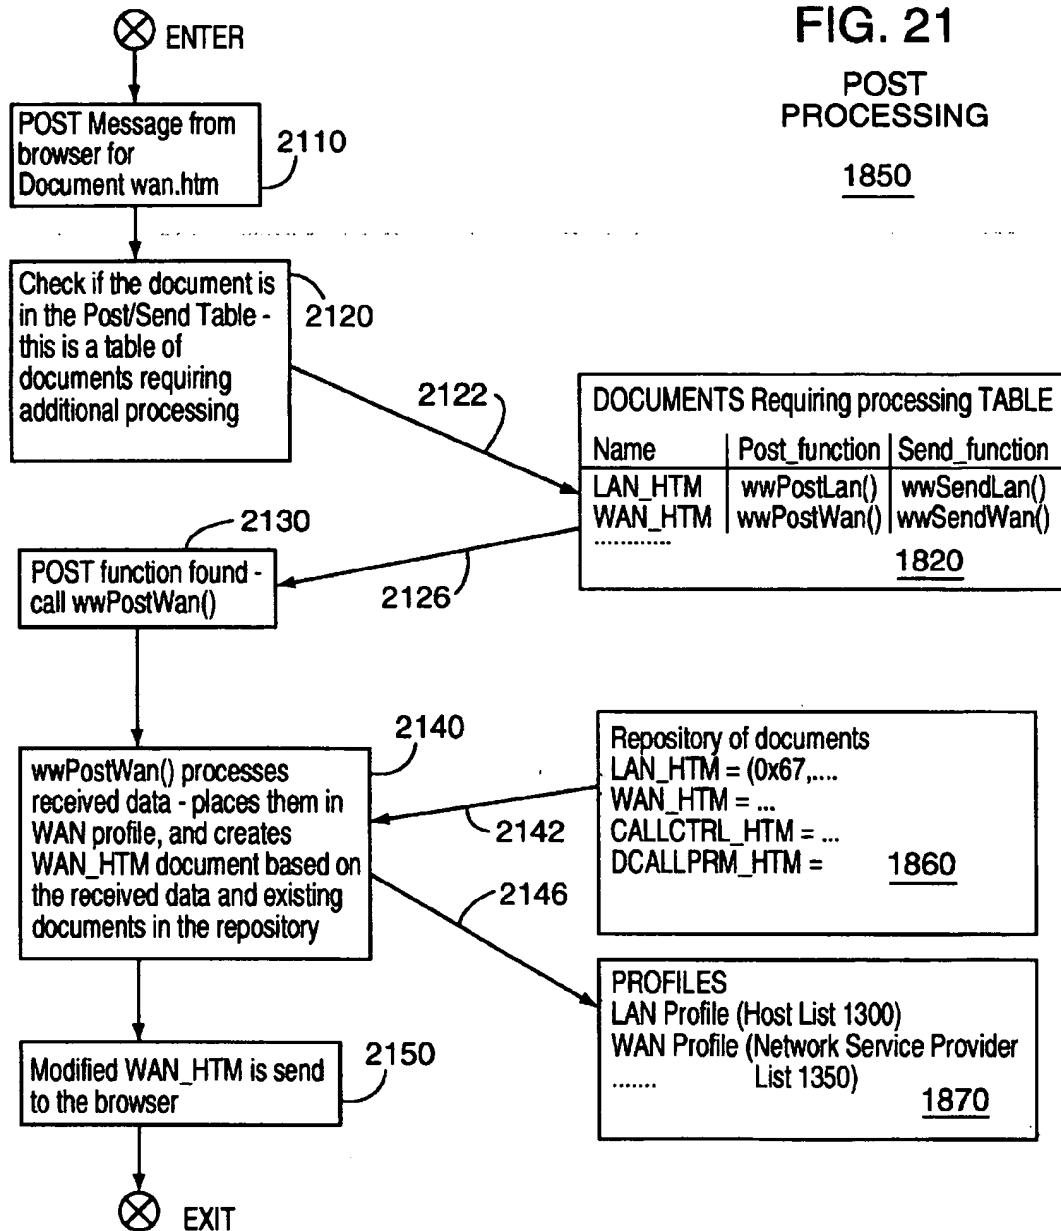 ENTER
FIG. 21
POST
PROCESSING
1850
POST Message from
browser for
Document wan.htm
2110
Check if the document is
in the Post/Send Table -
this is a table of
documents requiring
additional processing
2120
2122
DOCUMENTS Requiring processing TABLE
Name Post_function Send_function
LAN_HTM wwPostLan() wwSendLan()
WAN_HTM wwPostWan() wwSendWan()
............
1820
2130
POST function found -
call wwPostWan()
2126
2140
wwPostWan() processes
received data - places them in
WAN profile, and creates
WAN_HTM document based on
the received data and existing
documents in the repository
2142
2146
Repository of documents
LAN_HTM = (0x67,....
WAN_HTM = ...
CALLCTRL_HTM = ...
DCALLPRM_HTM =
1860
PROFILES
LAN Profile (Host List 1300)
WAN Profile (Network Service Provider
....... List 1350)
1870
Modified WAN_HTM is send
to the browser
2150
EXIT